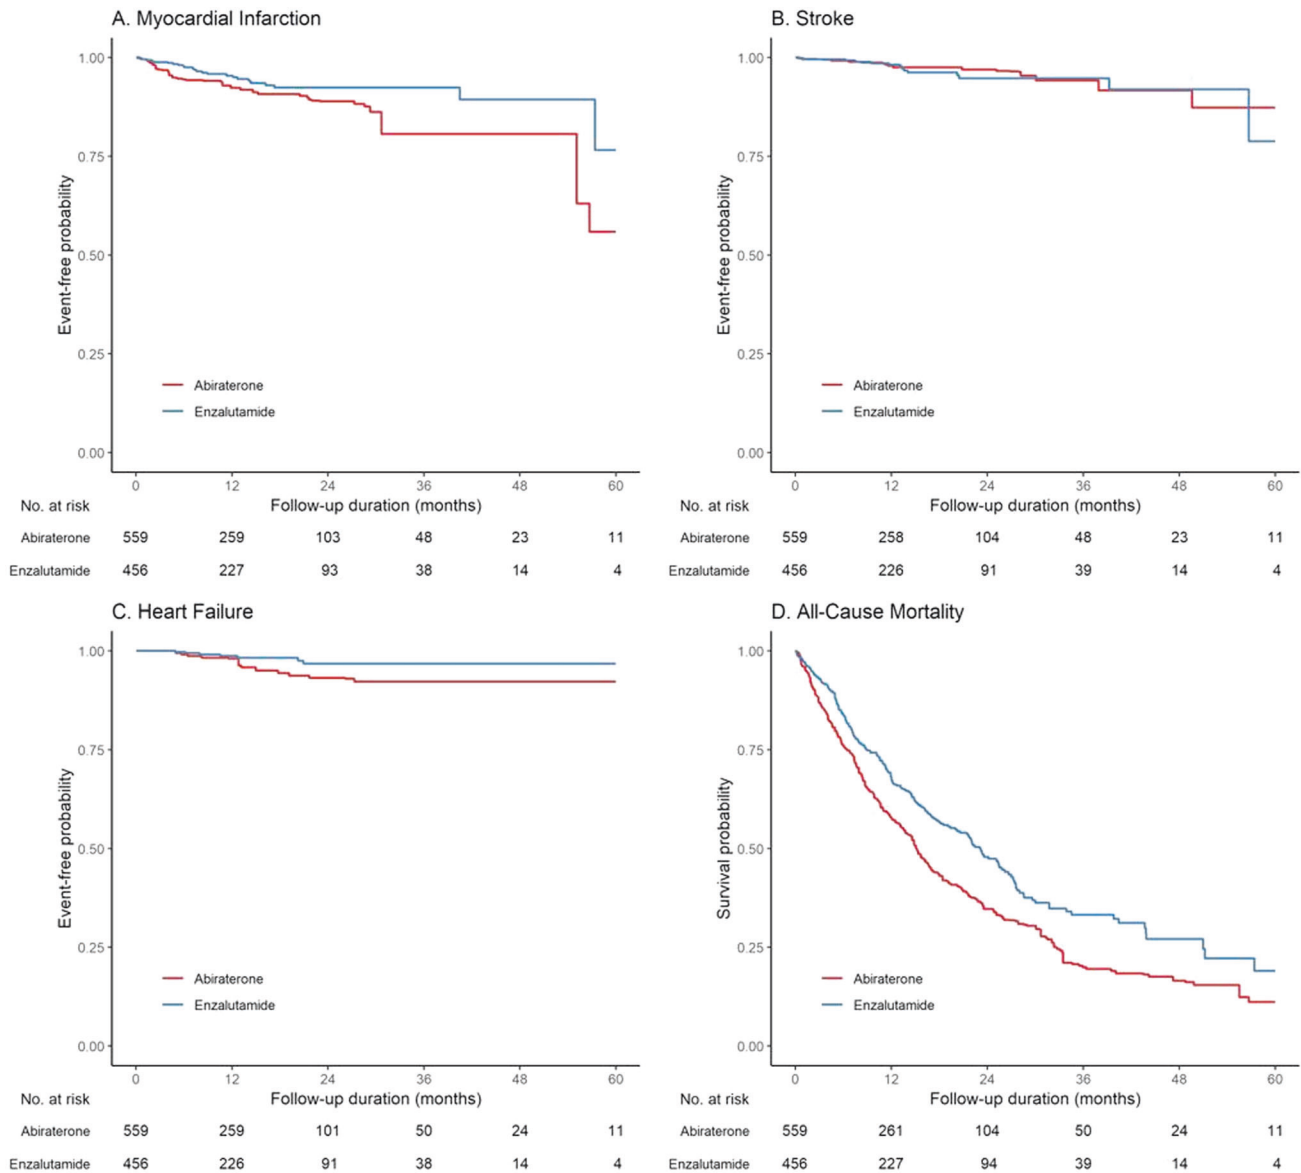 A. Myocardial Infarction
1.00
0.75
0.50
0.25
0.00
Event-free probability
Abiraterone
Enzalutamide
0 12 24 36 48 60
No. at risk Follow-up duration (months)
Abiraterone 559 259 103 48 23 11
Enzalutamide 456 227 93 38 14 4
B. Stroke
1.00
0.75
0.50
0.25
0.00
Event-free probability
Abiraterone
Enzalutamide
0 12 24 36 48 60
No. at risk Follow-up duration (months)
Abiraterone 559 258 104 48 23 11
Enzalutamide 456 226 91 39 14 4
C. Heart Failure
1.00
0.75
0.50
0.25
0.00
Event-free probability
Abiraterone
Enzalutamide
0 12 24 36 48 60
No. at risk Follow-up duration (months)
Abiraterone 559 259 101 50 24 11
Enzalutamide 456 226 91 38 14 4
D. All-Cause Mortality
1.00
0.75
0.50
0.25
0.00
Survival probability
Abiraterone
Enzalutamide
0 12 24 36 48 60
No. at risk Follow-up duration (months)
Abiraterone 559 261 104 50 24 11
Enzalutamide 456 227 94 39 14 4